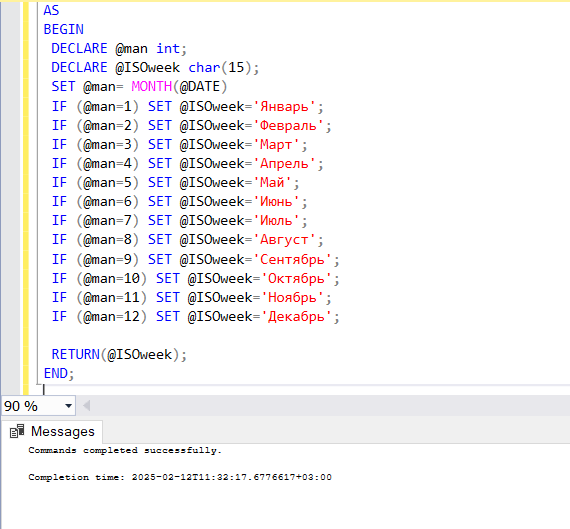 AS
BEGIN
DECLARE @man int;
DECLARE @ISOweek char(15);
SET @man= MONTH(@DATE)
IF (@man=1) SET @ISOweek='Январь';
IF (@man=2) SET @ISOweek='Февраль';
IF (@man=3) SET @ISOweek='Март';
IF (@man=4) SET @ISOweek='Апрель';
IF (@man=5) SET @ISOweek='Май';
IF (@man=6) SET @ISOweek='Июнь';
IF (@man=7) SET @ISOweek='Июль';
IF (@man=8) SET @ISOweek='Август';
IF (@man=9) SET @ISOweek='Сентябрь';
IF (@man=10) SET @ISOweek='Октябрь';
IF (@man=11) SET @ISOweek='Ноябрь';
IF (@man=12) SET @ISOweek='Декабрь';
RETURN(@ISOweek);
END;
90 %
Messages
Commands completed successfully.
Completion time: 2025-02-12T11:32:17.6776617+03:00